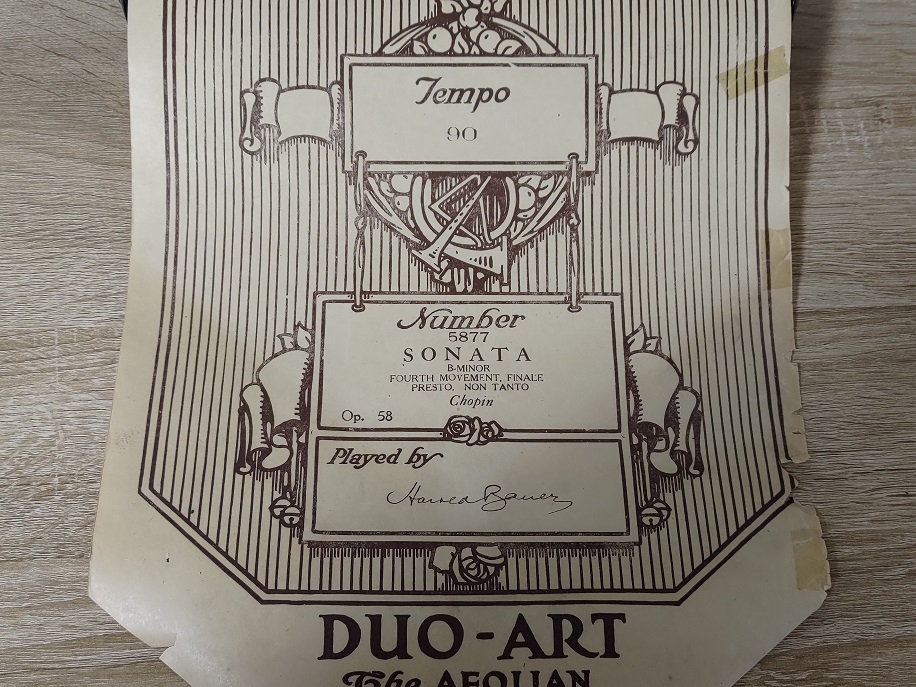 Tempo
90
Number
5877
SONATA
B-MINOR
FOURTH MOVEMENT, FINALE
PRESTO, NON TANTO
Chopin
Op. 58
Played by
Harold Bauer
DUO-ART
The AEOLIAN